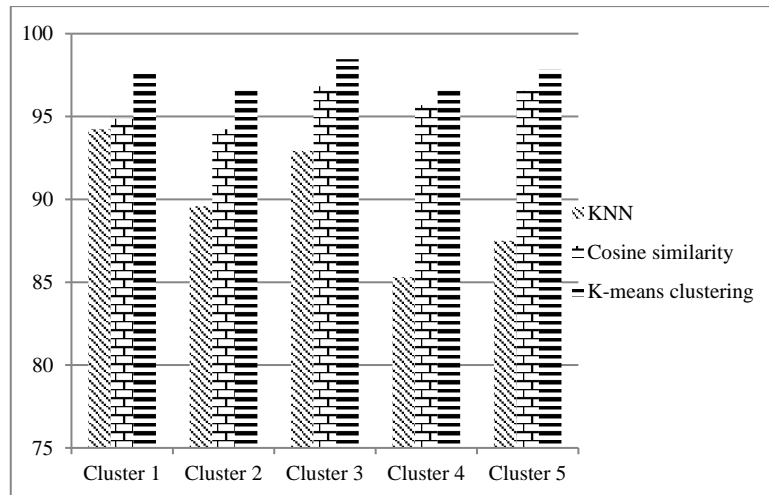 100
95
90
85
80
75
Cluster 1 Cluster 2 Cluster 3 Cluster 4 Cluster 5
KNN
Cosine similarity
K-means clustering